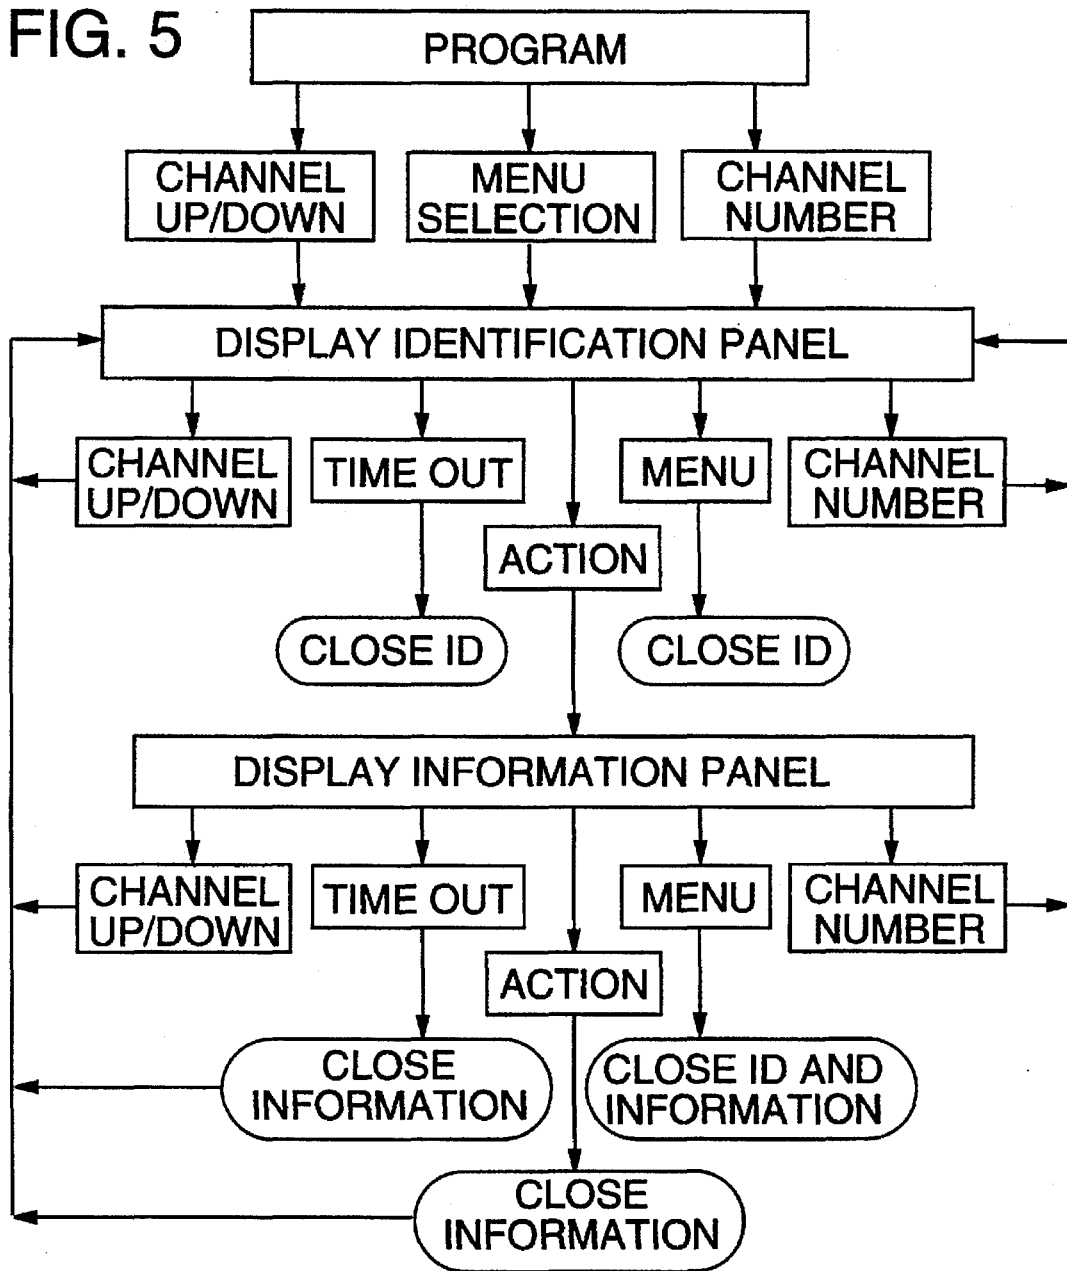 FIG. 5
PROGRAM
CHANNEL
UP/DOWN
MENU
SELECTION
CHANNEL
NUMBER
DISPLAY IDENTIFICATION PANEL
CHANNEL
UP/DOWN
TIME OUT
ACTION
MENU
CHANNEL
NUMBER
CLOSE ID
CLOSE ID
DISPLAY INFORMATION PANEL
CHANNEL
UP/DOWN
TIME OUT
ACTION
MENU
CHANNEL
NUMBER
CLOSE
INFORMATION
CLOSE ID AND
INFORMATION
CLOSE
INFORMATION